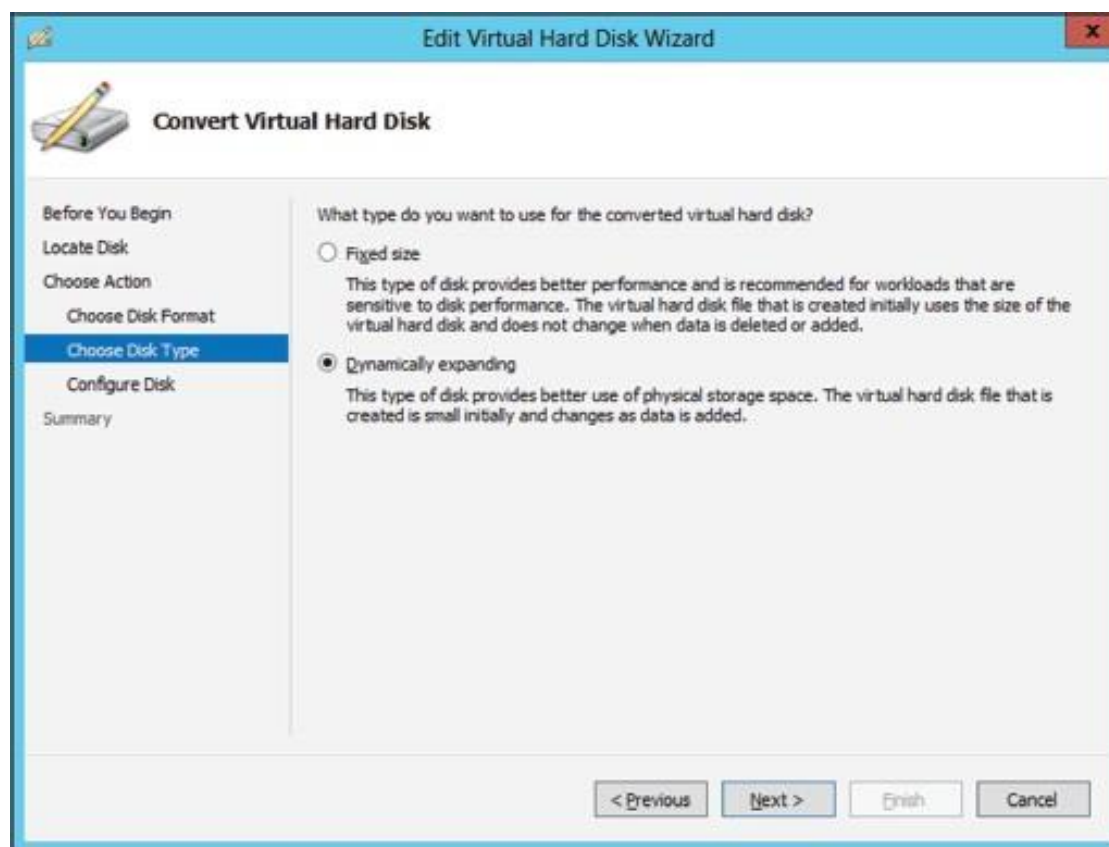 Edit Virtual Hard Disk Wizard
x
Convert Virtual Hard Disk
Before You Begin
Locate Disk
Choose Action
Choose Disk Format
Choose Disk Type
Configure Disk
Summary
What type do you want to use for the converted virtual hard disk?
Fixed size
This type of disk provides better performance and is recommended for workloads that are
sensitive to disk performance. The virtual hard disk file that is created initially uses the size of the
virtual hard disk and does not change when data is deleted or added.
Dynamically expanding
This type of disk provides better use of physical storage space. The virtual hard disk file that is
created is small initially and changes as data is added.
< Previous
Next >
Finish
Cancel